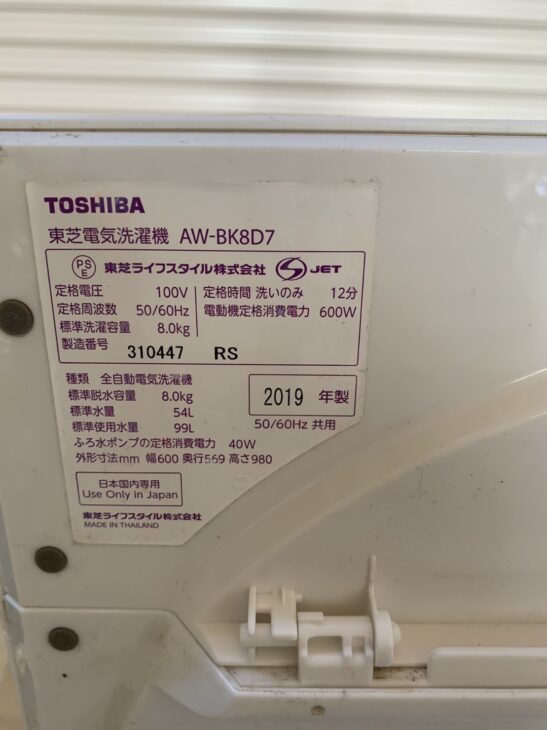 TOSHIBA
東芝電気洗濯機 AW-BK8D7
PS
E
東芝ライフスタイル株式会社
S JET
定格電圧 100V
定格周波数 50/60Hz
標準洗濯容量 8.0kg
製造番号 310447 RS
定格時間 洗いのみ 12分
電動機定格消費電力 600W
種類 全自動電気洗濯機
標準脱水容量 8.0kg
標準水量 54L
標準使用水量 99L
2019 年製
50/60Hz 共用
ふろ水ポンプの定格消費電力 40W
外形寸法mm 幅600 奥行569 高さ980
日本国内専用
Use Only in Japan
東芝ライフスタイル株式会社
MADE IN THAILAND